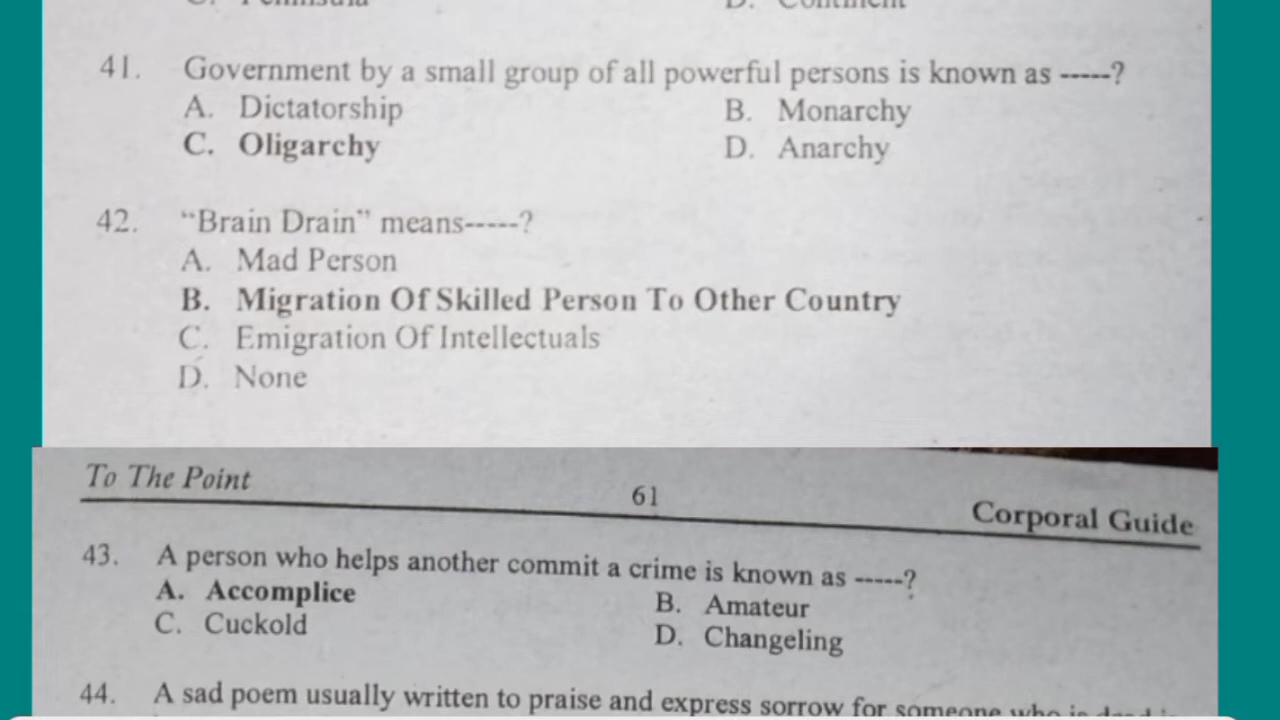 41. Government by a small group of all powerful persons is known as -----?
A. Dictatorship B. Monarchy
C. Oligarchy D. Anarchy
42. “Brain Drain” means-----?
A. Mad Person
B. Migration Of Skilled Person To Other Country
C. Emigration Of Intellectuals
D. None
To The Point 61 Corporal Guide
43. A person who helps another commit a crime is known as -----?
A. Accomplice B. Amateur
C. Cuckold D. Changeling
44. A sad poem usually written to praise and express sorrow for someone who is